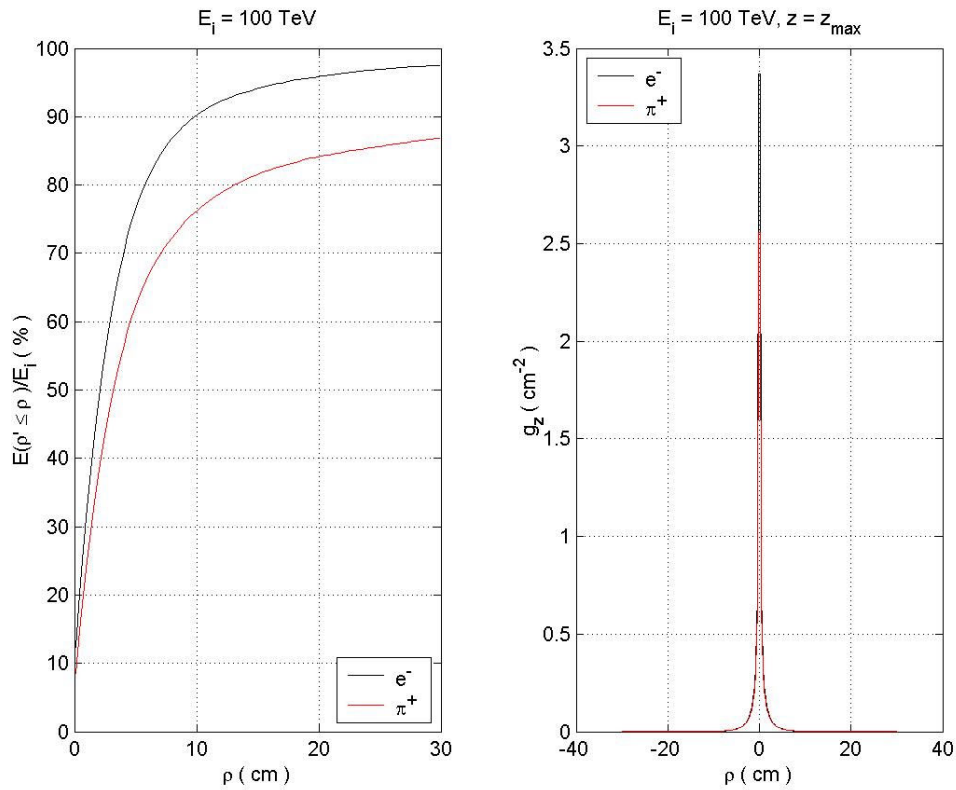 E_i = 100 TeV
100
90
80
70
60
50
40
30
20
10
0
E(ρ' ≤ ρ)/E_i ( % )
e^-
π^+
0 10 20 30
ρ ( cm )
E_i = 100 TeV, z = z_max
e^-
π^+
3.5
3
2.5
2
1.5
1
0.5
0
g_z ( cm^-2 )
-40 -20 0 20 40
ρ ( cm )